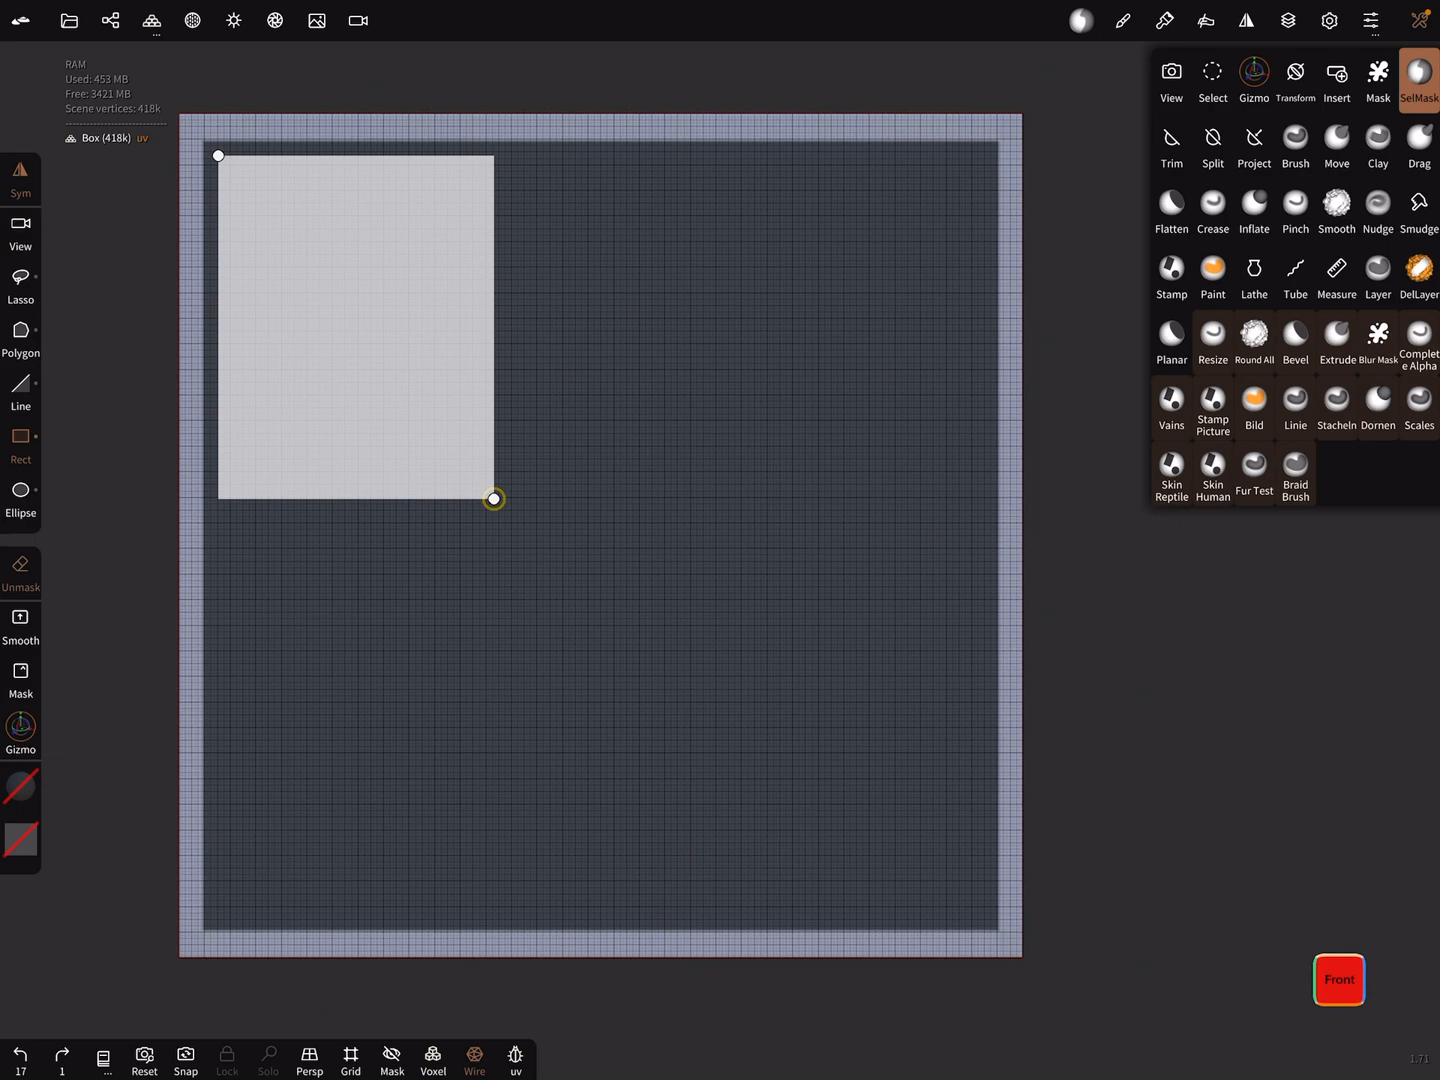 RAM
Used: 453 MB
Free: 3421 MB
Scene vertices: 418k
Box (418k) uv
Sym
View
Lasso
Polygon
Line
Rect
Ellipse
Unmask
Smooth
Mask
Gizmo
View Select Gizmo Transform Insert Mask SelMask
Trim Split Project Brush Move Clay Drag
Flatten Crease Inflate Pinch Smooth Nudge Smudge
Stamp Paint Lathe Tube Measure Layer DelLayer
Planar Resize Round All Bevel Extrude Blur Mask Complet
e Alpha
Vains Stamp
Picture Bild Linie Stacheln Dornen Scales
Skin
Reptile Skin
Human Fur Test Braid
Brush
Front
17 1 ... Reset Snap Lock Solo Persp Grid Mask Voxel Wire uv
1.71